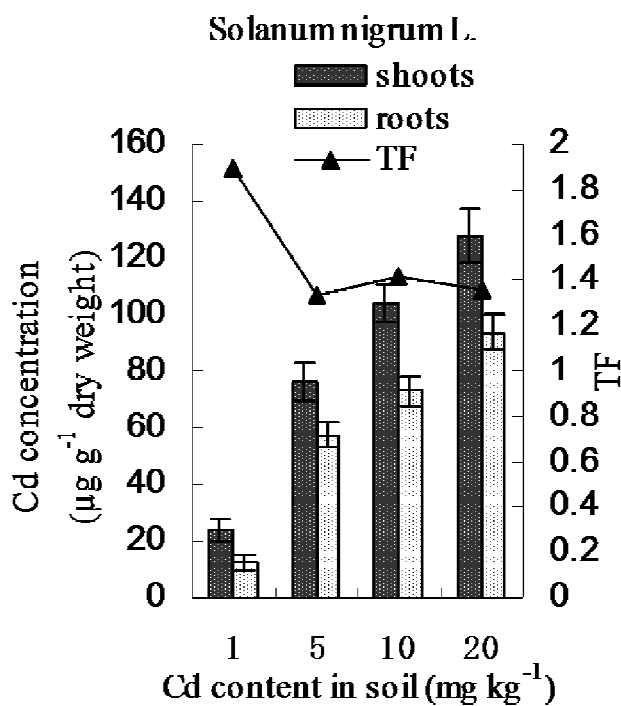 Solanum nigrum L.
shoots
roots
TF
160
140
120
100
80
60
40
20
0
2
1.8
1.6
1.4
1.2
1
0.8
0.6
0.4
0.2
0
Cd concentration
(µg g⁻¹ dry weight)
TF
1 5 10 20
Cd content in soil (mg kg⁻¹)